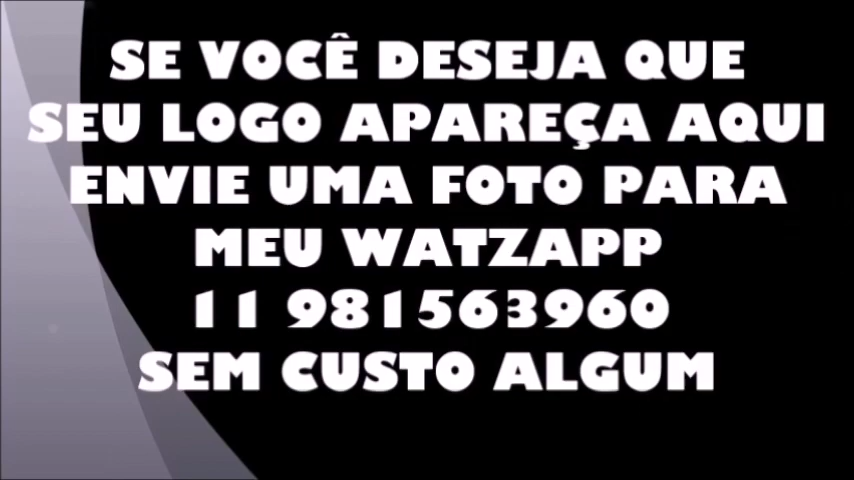 SE VOCÊ DESEJA QUE
SEU LOGO APAREÇA AQUI
ENVIE UMA FOTO PARA
MEU WATZAPP
11 981563960
SEM CUSTO ALGUM